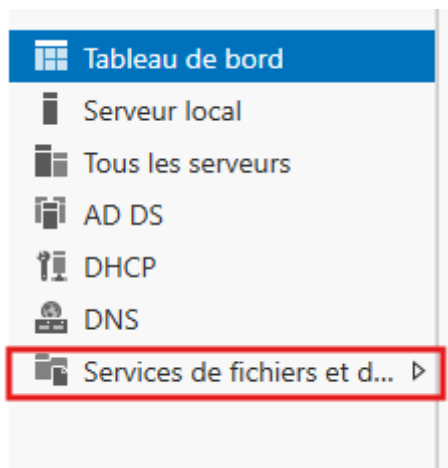 Tableau de bord
Serveur local
Tous les serveurs
AD DS
DHCP
DNS
Services de fichiers et d...